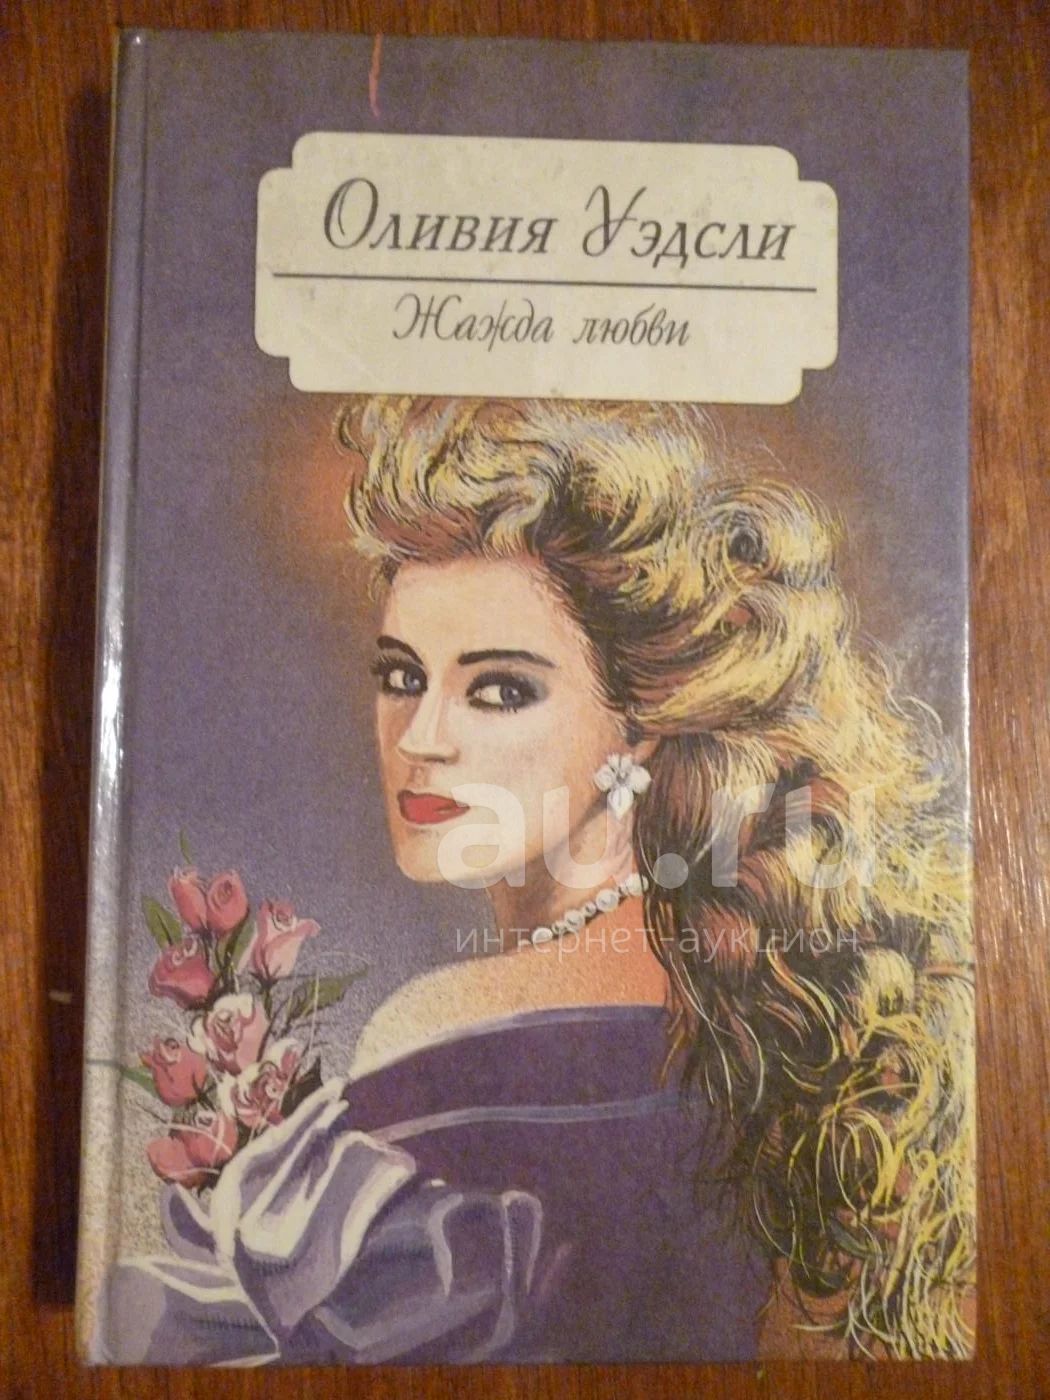 Оливия Уэдсли
Жажда любви
au.ru
интернет-аукцион